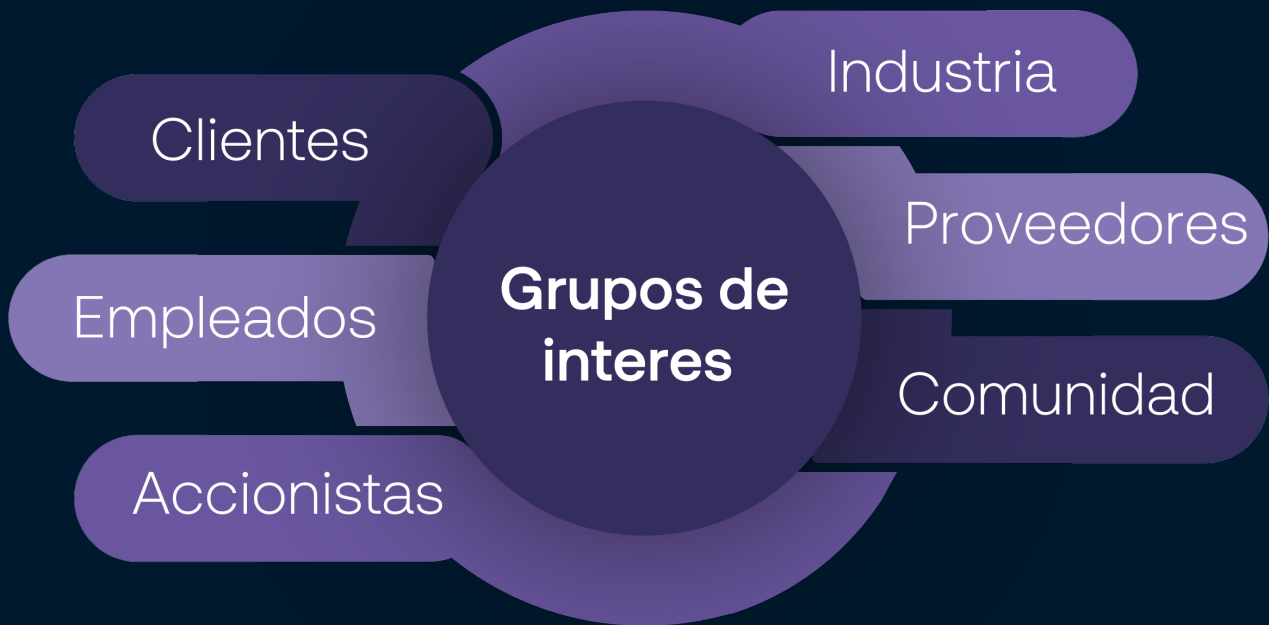 Clientes
Empleados
Accionistas
Grupos de
interes
Industria
Proveedores
Comunidad